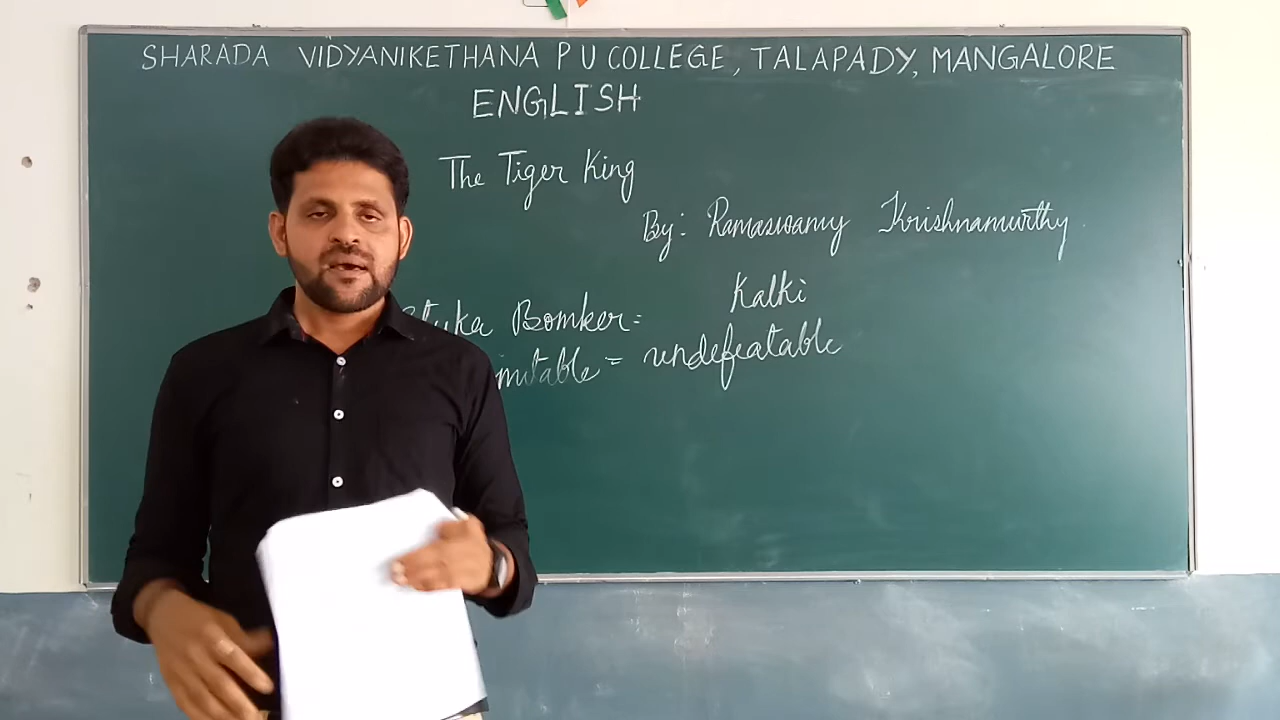 SHARADA VIDYANIKETHANA P U COLLEGE, TALAPADY, MANGALORE
ENGLISH
The Tiger King
By: Ramaswamy Krishnamurthy
Kalki
Bomker =
= undefeatable